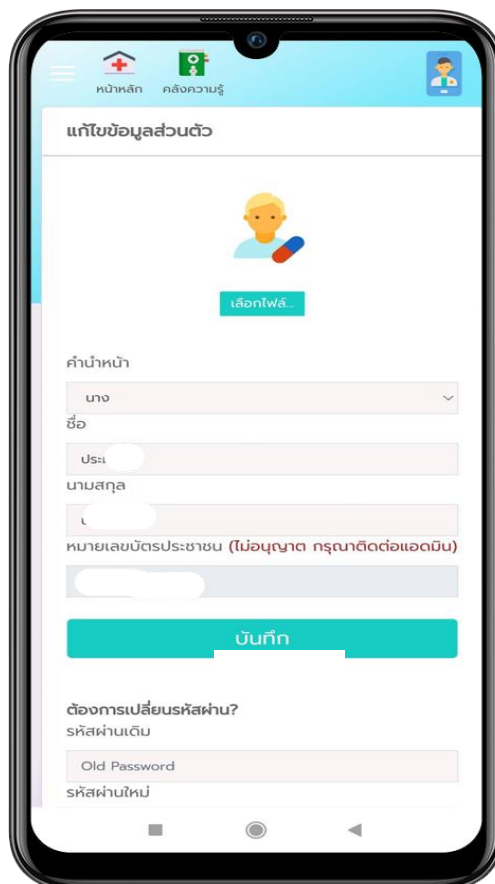 หน้าหลัก คลังความรู้
แก้ไขข้อมูลส่วนตัว
เลือกไฟล์...
คำนำหน้า
นาง
ชื่อ
นามสกุล
หมายเลขบัตรประชาชน (ไม่อนุญาต กรุณาติดต่อแอดมิน)
บันทึก
ต้องการเปลี่ยนรหัสผ่าน?
รหัสผ่านเดิม
Old Password
รหัสผ่านใหม่